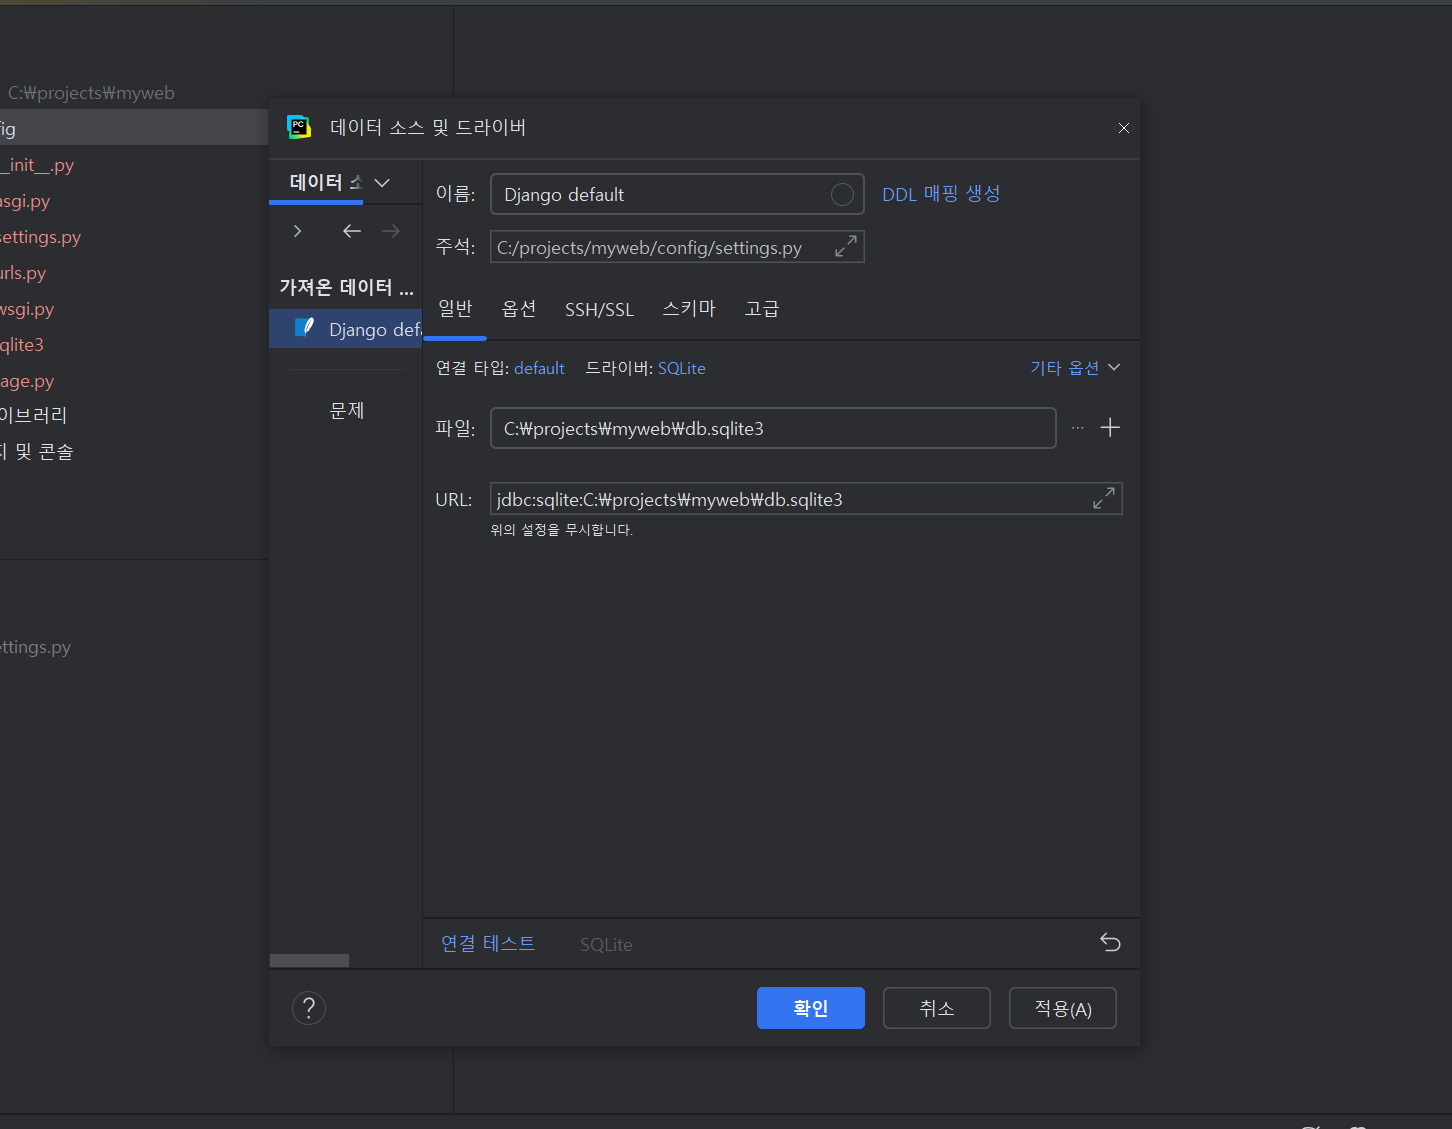 C:₩projects₩myweb
ig
_init__.py
asgi.py
settings.py
urls.py
wsgi.py
qlite3
age.py
이브러리
지 및 콘솔
ettings.py
PC
데이터 소스 및 드라이버
데이터 소
가져온 데이터 ...
Django defa
문제
이름: Django default DDL 매핑 생성
주석: C:/projects/myweb/config/settings.py
일반 옵션 SSH/SSL 스키마 고급
연결 타입: default 드라이버: SQLite 기타 옵션
파일: C:₩projects₩myweb₩db.sqlite3 ...
URL: jdbc:sqlite:C:₩projects₩myweb₩db.sqlite3
위의 설정을 무시합니다.
연결 테스트 SQLite
? 확인 취소 적용(A)